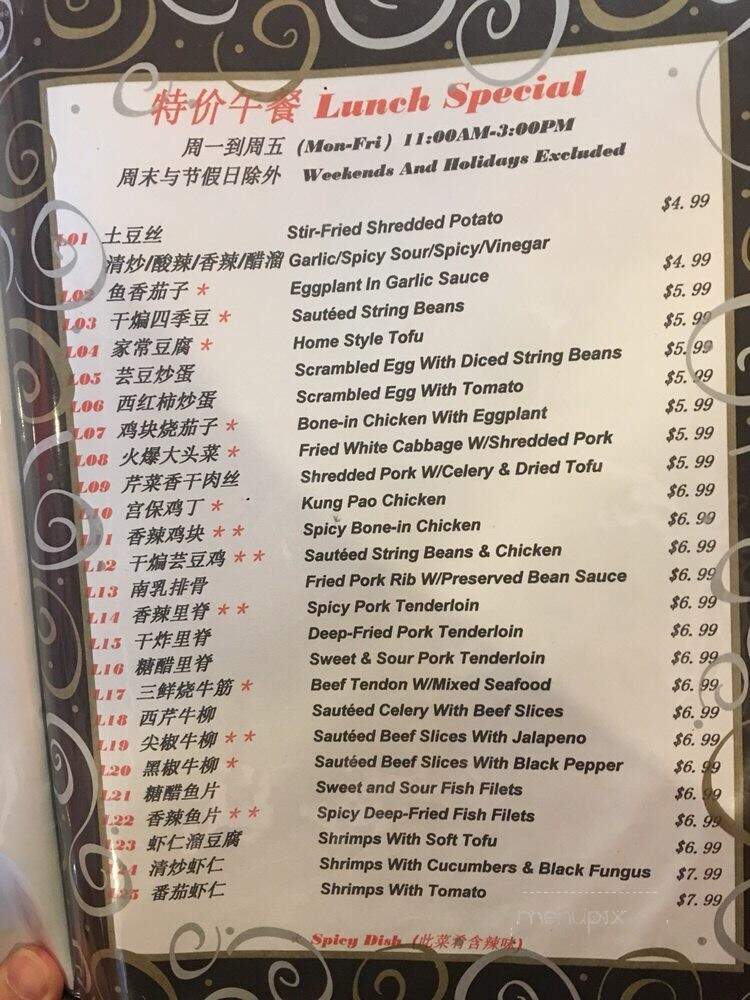 特价午餐 Lunch Special
周一到周五 (Mon-Fri) 11:00AM-3:00PM
周末与节假日除外 Weekends And Holidays Excluded
L01 土豆丝 Stir-Fried Shredded Potato $4.99
清炒/酸辣/香辣/醋溜 Garlic/Spicy Sour/Spicy/Vinegar
L02 鱼香茄子 * Eggplant In Garlic Sauce $4.99
L03 干煸四季豆 * Sautéed String Beans $5.99
L04 家常豆腐 * Home Style Tofu $5.99
L05 芸豆炒蛋 Scrambled Egg With Diced String Beans $5.99
L06 西红柿炒蛋 Scrambled Egg With Tomato $5.99
L07 鸡块烧茄子 * Bone-in Chicken With Eggplant $5.99
L08 火爆大头菜 * Fried White Cabbage W/Shredded Pork $5.99
L09 芹菜香干肉丝 Shredded Pork W/Celery & Dried Tofu $5.99
L10 宫保鸡丁 * Kung Pao Chicken $6.99
L11 香辣鸡块 * * Spicy Bone-in Chicken $6.99
L12 干煸芸豆鸡 * * Sautéed String Beans & Chicken $6.99
L13 南乳排骨 Fried Pork Rib W/Preserved Bean Sauce $6.99
L14 香辣里脊 * * Spicy Pork Tenderloin $6.99
L15 干炸里脊 Deep-Fried Pork Tenderloin $6.99
L16 糖醋里脊 Sweet & Sour Pork Tenderloin $6.99
L17 三鲜烧牛筋 * Beef Tendon W/Mixed Seafood $6.99
L18 西芹牛柳 Sautéed Celery With Beef Slices $6.99
L19 尖椒牛柳 * * Sautéed Beef Slices With Jalapeno $6.99
L20 黑椒牛柳 * Sautéed Beef Slices With Black Pepper $6.99
L21 糖醋鱼片 Sweet and Sour Fish Filets $6.99
L22 香辣鱼片 * * Spicy Deep-Fried Fish Filets $6.99
L23 虾仁溜豆腐 Shrimps With Soft Tofu $6.99
L24 清炒虾仁 Shrimps With Cucumbers & Black Fungus $7.99
L25 番茄虾仁 Shrimps With Tomato $7.99
menupix
Spicy Dish (此菜肴含辣味)